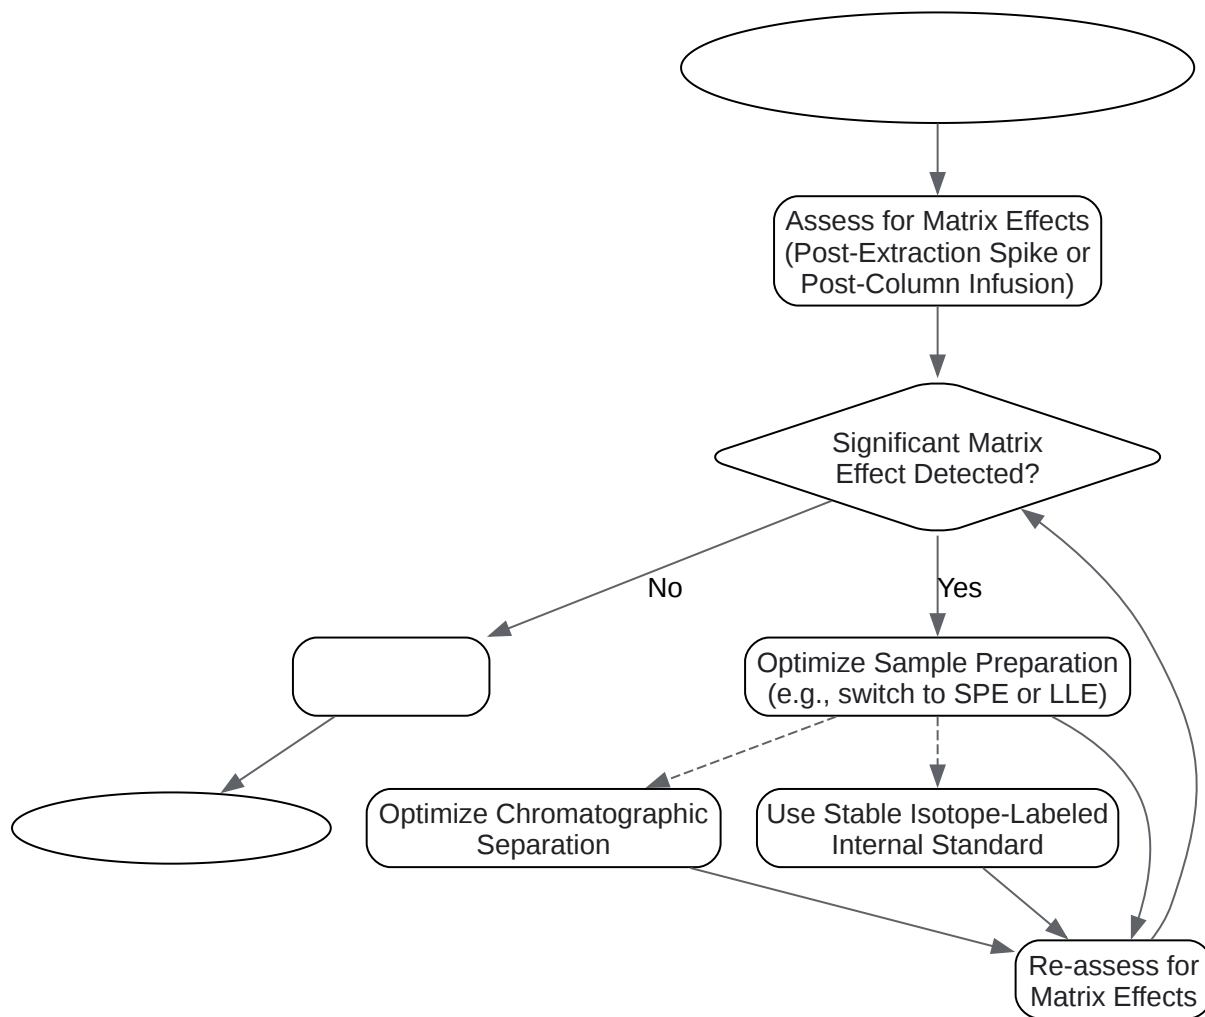 Assess for Matrix Effects
(Post-Extraction Spike or
Post-Column Infusion)
Significant Matrix
Effect Detected?
No
Yes
Optimize Sample Preparation
(e.g., switch to SPE or LLE)
Optimize Chromatographic
Separation
Use Stable Isotope-Labeled
Internal Standard
Re-assess for
Matrix Effects